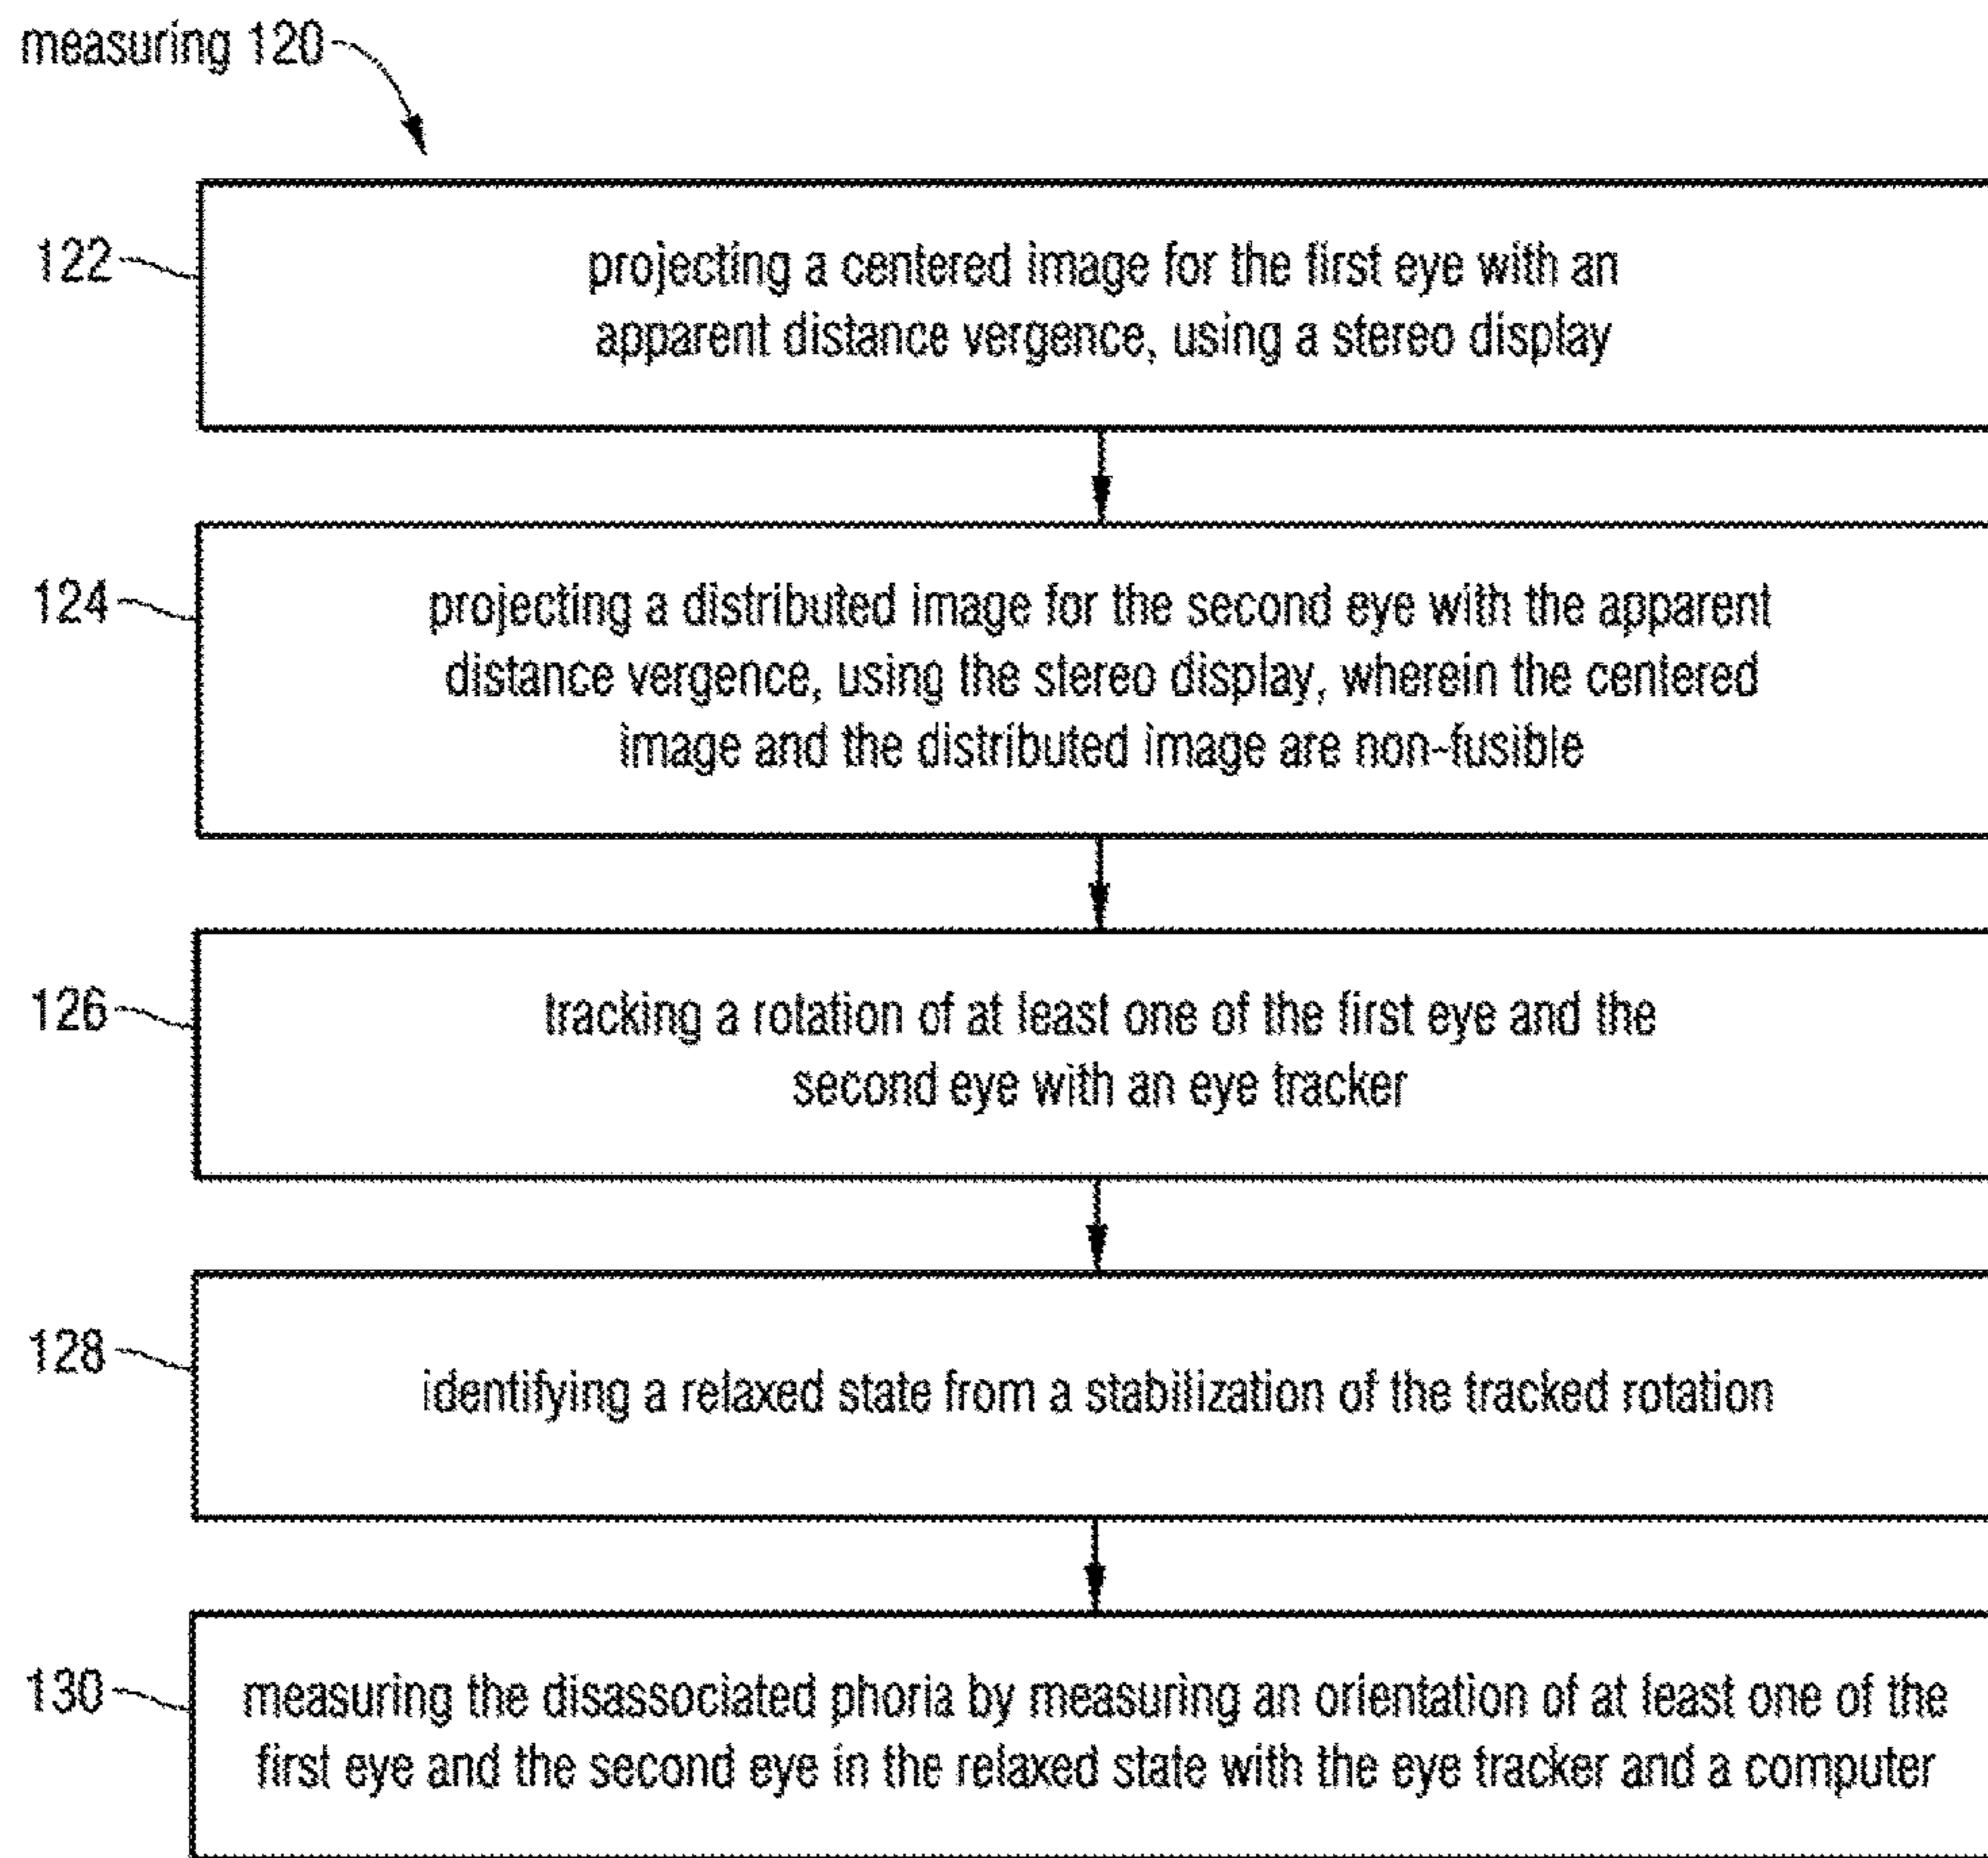 measuring 120
122
projecting a centered image for the first eye with an
apparent distance vergence, using a stereo display
124
projecting a distributed image for the second eye with the apparent
distance vergence, using the stereo display, wherein the centered
image and the distributed image are non-fusible
126
tracking a rotation of at least one of the first eye and the
second eye with an eye tracker
128
identifying a relaxed state from a stabilization of the tracked rotation
130
measuring the disassociated phoria by measuring an orientation of at least one of the
first eye and the second eye in the relaxed state with the eye tracker and a computer